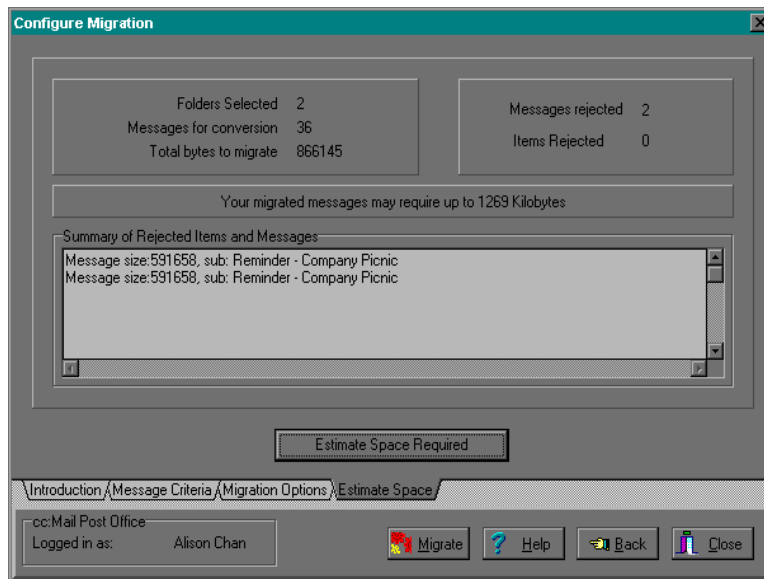 Configure Migration
Folders Selected 2
Messages for conversion 36
Total bytes to migrate 866145
Messages rejected 2
Items Rejected 0
Your migrated messages may require up to 1269 Kilobytes
Summary of Rejected Items and Messages
Message size:591658, sub: Reminder - Company Picnic
Message size:591658, sub: Reminder - Company Picnic
Estimate Space Required
Introduction Message Criteria Migration Options Estimate Space
cc:Mail Post Office
Logged in as: Alison Chan
Migrate Help Back Close